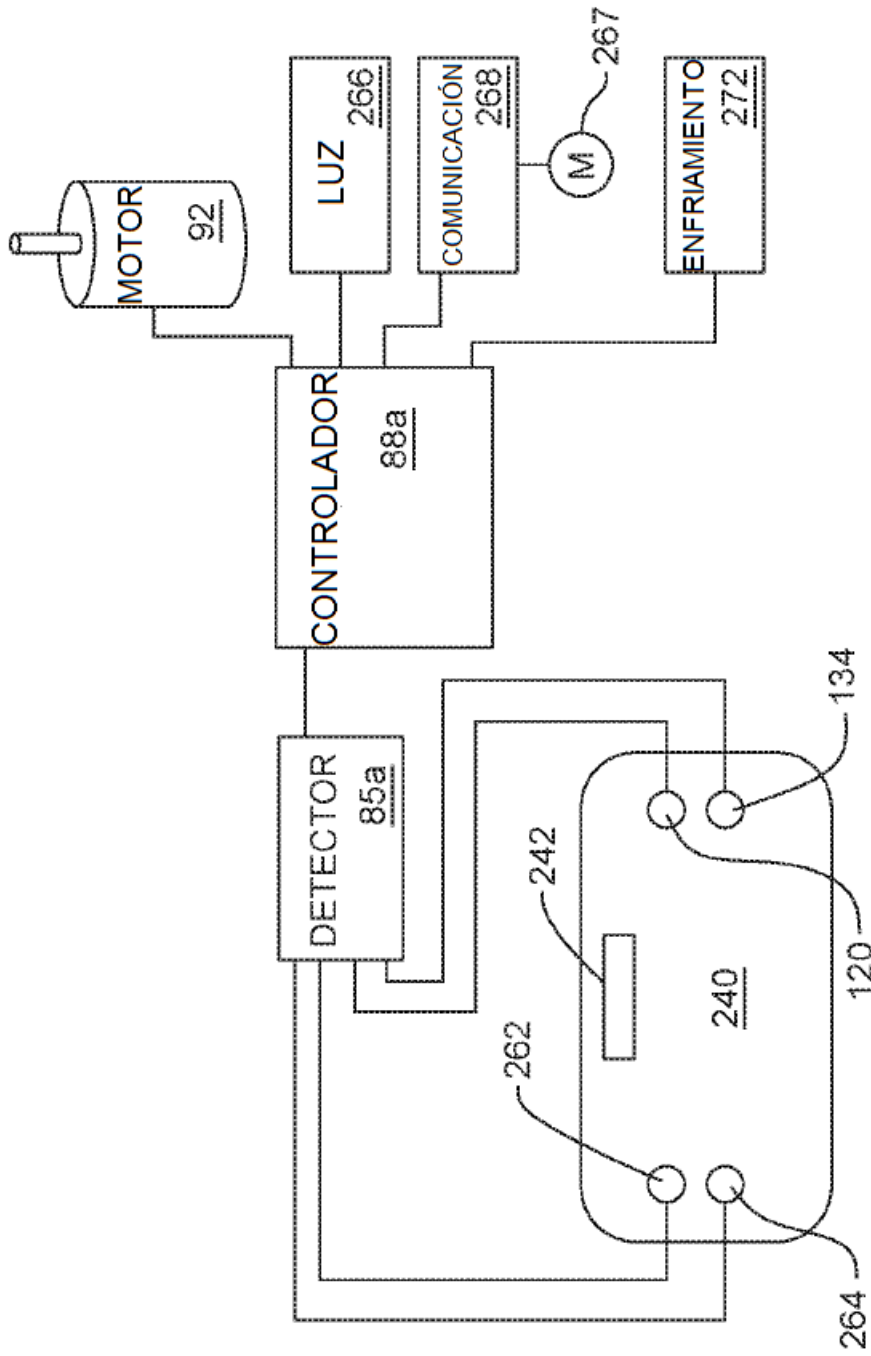 MOTOR
92
LUZ
266
COMUNICACIÓN
268
M
267
ENFRIAMIENTO
272
CONTROLADOR
88a
DETECTOR
85a
242
262
240
134
120
264